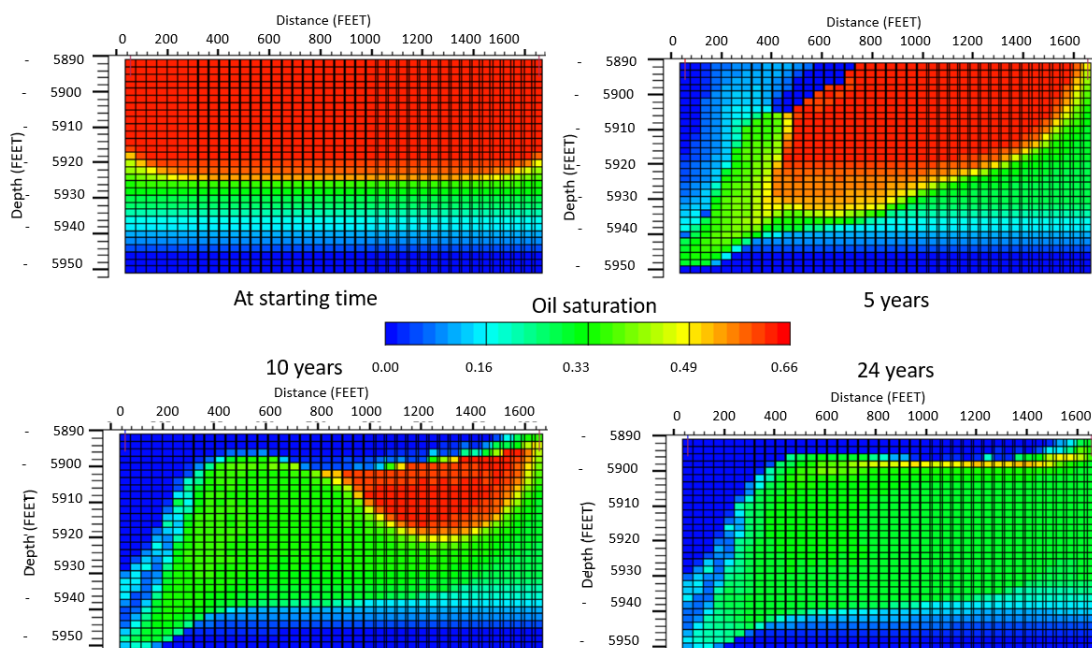 Distance (FEET)
0 200 400 600 800 1000 1200 1400 1600
Depth (FEET)
- 5890
- 5900
- 5910
- 5920
- 5930
- 5940
- 5950
At starting time
Distance (FEET)
0 200 400 600 800 1000 1200 1400 1600
Depth (FEET)
- 5890
- 5900
- 5910
- 5920
- 5930
- 5940
- 5950
5 years
Oil saturation
0.00 0.16 0.33 0.49 0.66
10 years
Distance (FEET)
0 200 400 600 800 1000 1200 1400 1600
Depth (FEET)
- 5890
- 5900
- 5910
- 5920
- 5930
- 5940
- 5950
24 years
Distance (FEET)
0 200 400 600 800 1000 1200 1400 1600
Depth (FEET)
- 5890
- 5900
- 5910
- 5920
- 5930
- 5940
- 5950